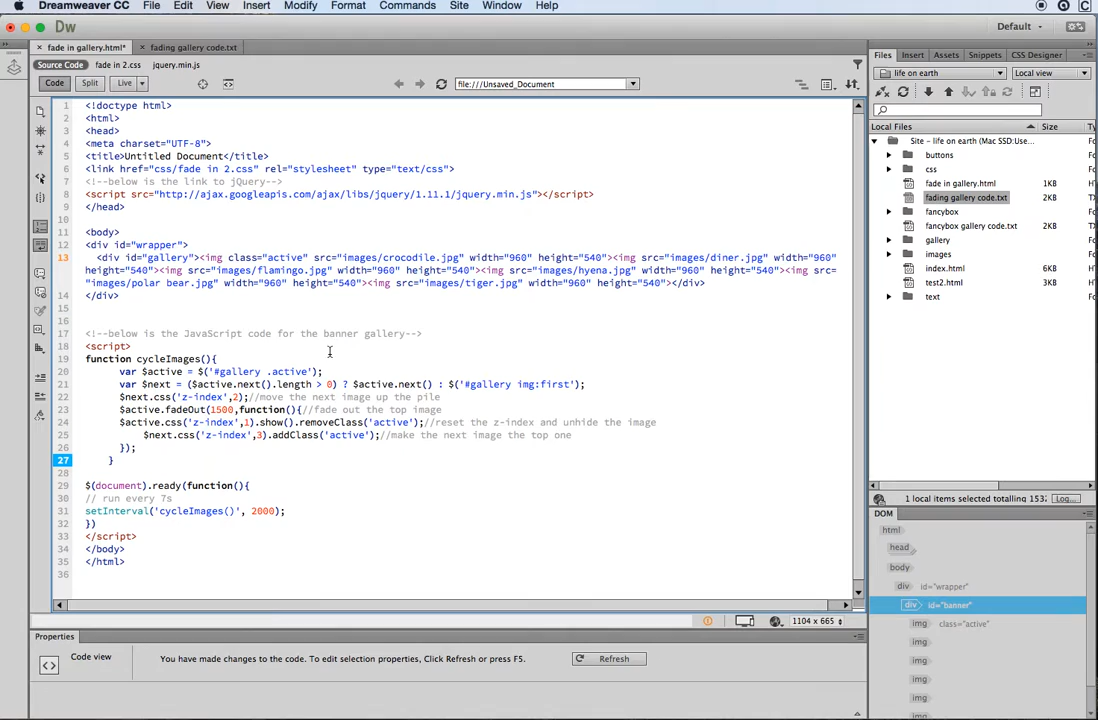 Dreamweaver CC File Edit View Insert Modify Format Commands Site Window Help
Dw
Default
fade in gallery.html*
fading gallery code.txt
Source Code fade in 2.css jquery.min.js
Code Split Live
file:///Unsaved_Document
1 <!doctype html>
2 <html>
3 <head>
4 <meta charset="UTF-8">
5 <title>Untitled Document</title>
6 <link href="css/fade in 2.css" rel="stylesheet" type="text/css">
7 <!--below is the link to jQuery-->
8 <script src="http://ajax.googleapis.com/ajax/libs/jquery/1.11.1/jquery.min.js"></script>
9 </head>
10
11 <body>
12 <div id="wrapper">
13 <div id="gallery"><img class="active" src="images/crocodile.jpg" width="960" height="540"><img src="images/diner.jpg" width="960"
height="540"><img src="images/flamingo.jpg" width="960" height="540"><img src="images/hyena.jpg" width="960" height="540"><img src=
"images/polar bear.jpg" width="960" height="540"><img src="images/tiger.jpg" width="960" height="540"></div>
14 </div>
15
16
17 <!--below is the JavaScript code for the banner gallery-->
18 <script>
19 function cycleImages(){
20 var $active = $('#gallery .active');
21 var $next = ($active.next().length > 0) ? $active.next() : $('#gallery img:first');
22 $next.css('z-index',2);//move the next image up the pile
23 $active.fadeOut(1500,function(){//fade out the top image
24 $active.css('z-index',1).show().removeClass('active');//reset the z-index and unhide the image
25 $next.css('z-index',3).addClass('active');//make the next image the top one
26 });
27 }
28
29 $(document).ready(function(){
30 // run every 7s
31 setInterval('cycleImages()', 2000);
32 })
33 </script>
34 </body>
35 </html>
36
1104 x 665
Properties
Code view
You have made changes to the code. To edit selection properties, Click Refresh or press F5.
Refresh
Files Insert Assets Snippets CSS Designer
life on earth Local view
Local Files Size
Site - life on earth (Mac SSD:Use...
buttons
css
fade in gallery.html 1KB
fading gallery code.txt 2KB
fancybox
fancybox gallery code.txt 2KB
gallery
images
index.html 6KB
test2.html 3KB
text
1 local items selected totalling 153
Log...
DOM
html
head
body
div id="wrapper"
div id="banner"
img class="active"
img
img
img
img
img